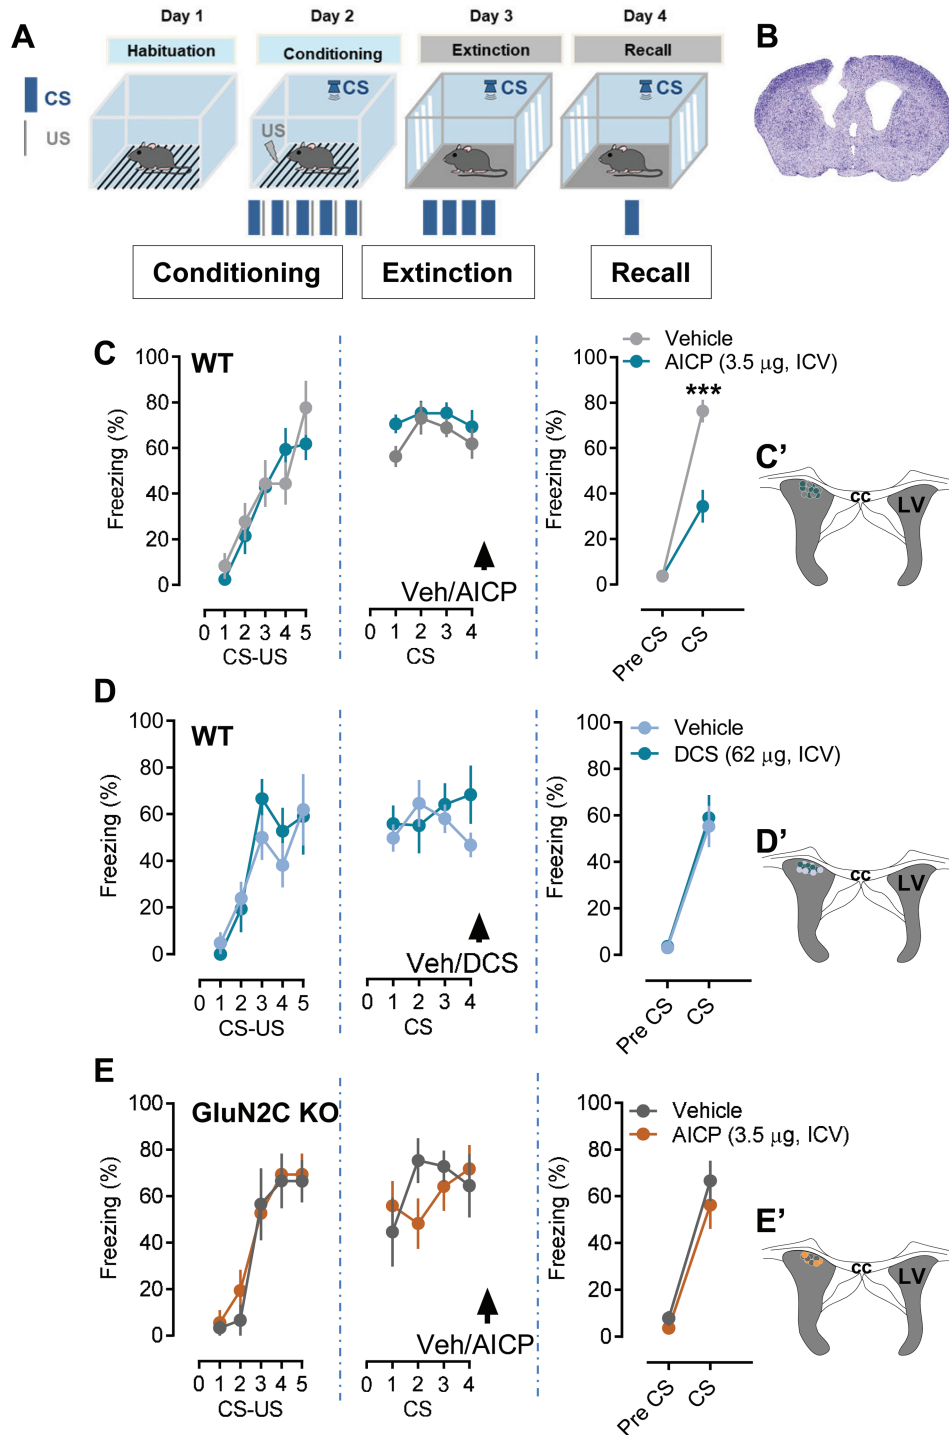 A
Day 1
Day 2
Day 3
Day 4
B
Habituation
Conditioning
Extinction
Recall
CS
US
CS
US
CS
CS
Conditioning
Extinction
Recall
C
WT
Freezing (%)
100
80
60
40
20
0
0 1 2 3 4 5
CS-US
Veh/AICP
0 1 2 3 4
CS
Vehicle
AICP (3.5 µg, ICV)
***
Freezing (%)
100
80
60
40
20
0
Pre CS
CS
C'
cc
LV
D
WT
Freezing (%)
100
80
60
40
20
0
0 1 2 3 4 5
CS-US
Veh/DCS
0 1 2 3 4
CS
Vehicle
DCS (62 µg, ICV)
Freezing (%)
100
80
60
40
20
0
Pre CS
CS
D'
cc
LV
E
GluN2C KO
Freezing (%)
100
80
60
40
20
0
0 1 2 3 4 5
CS-US
Veh/AICP
0 1 2 3 4
CS
Vehicle
AICP (3.5 µg, ICV)
Freezing (%)
100
80
60
40
20
0
Pre CS
CS
E'
cc
LV